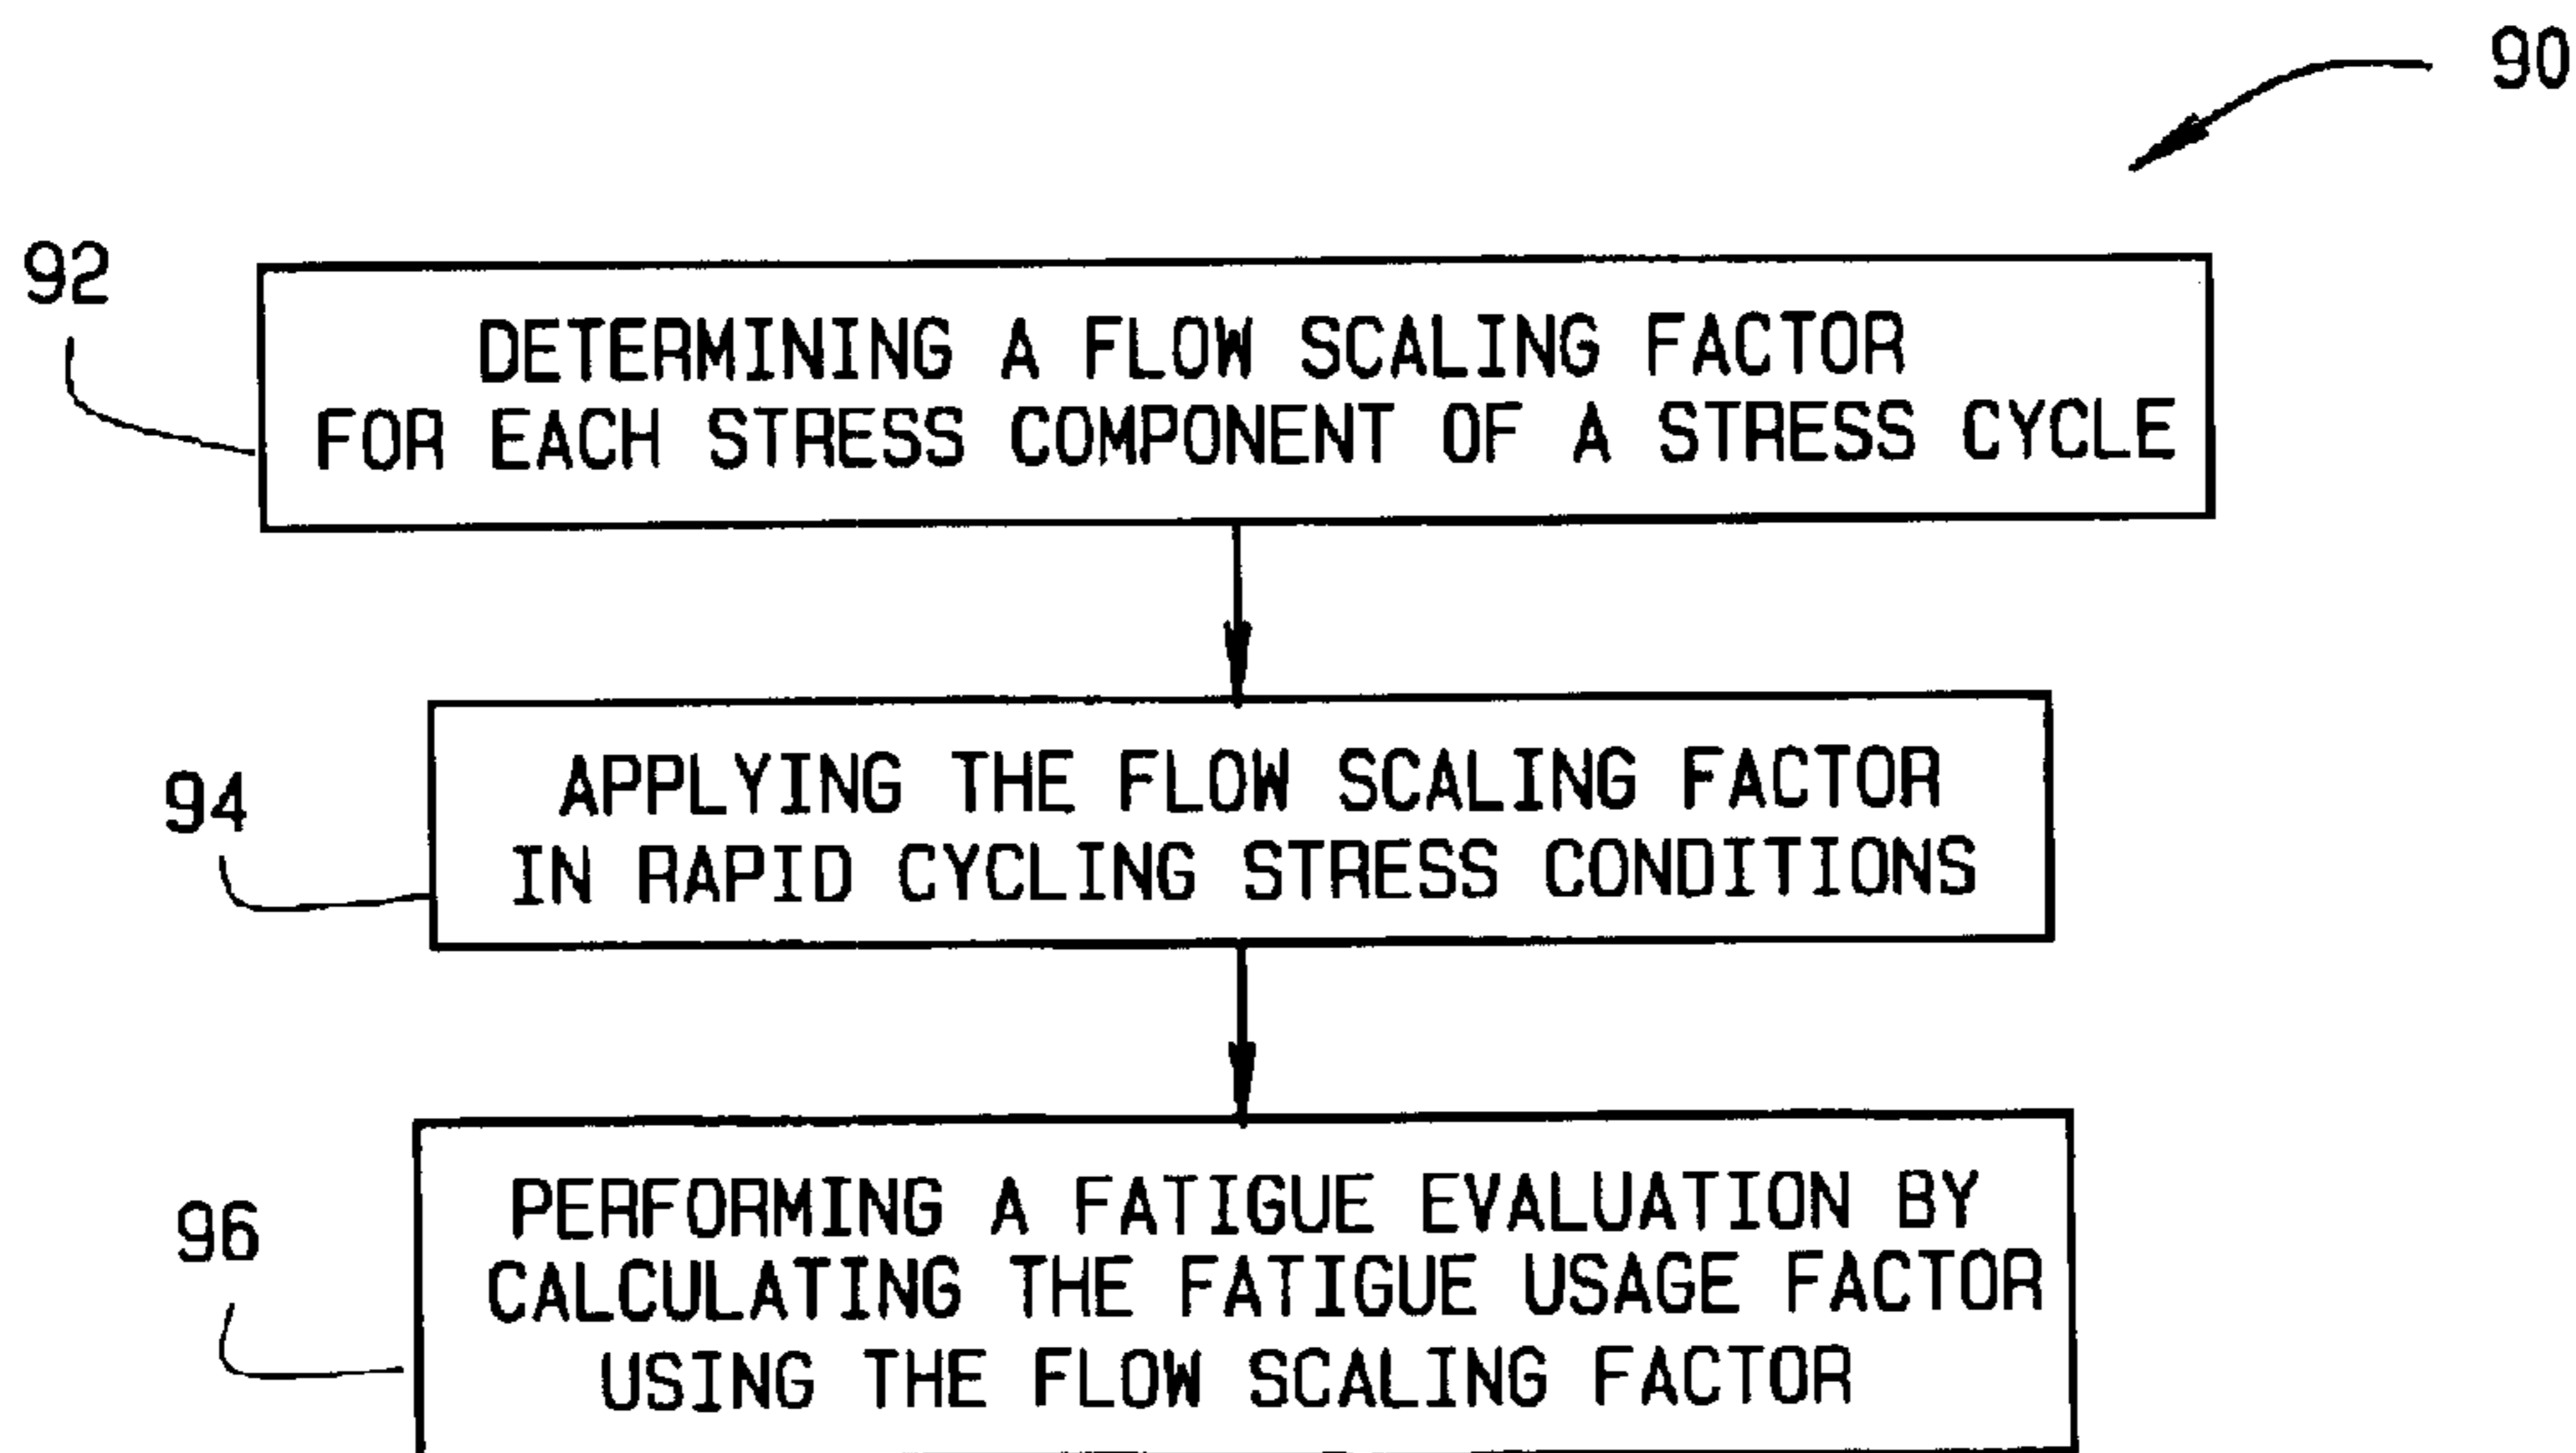 90
92
DETERMINING A FLOW SCALING FACTOR
FOR EACH STRESS COMPONENT OF A STRESS CYCLE
94
APPLYING THE FLOW SCALING FACTOR
IN RAPID CYCLING STRESS CONDITIONS
96
PERFORMING A FATIGUE EVALUATION BY
CALCULATING THE FATIGUE USAGE FACTOR
USING THE FLOW SCALING FACTOR